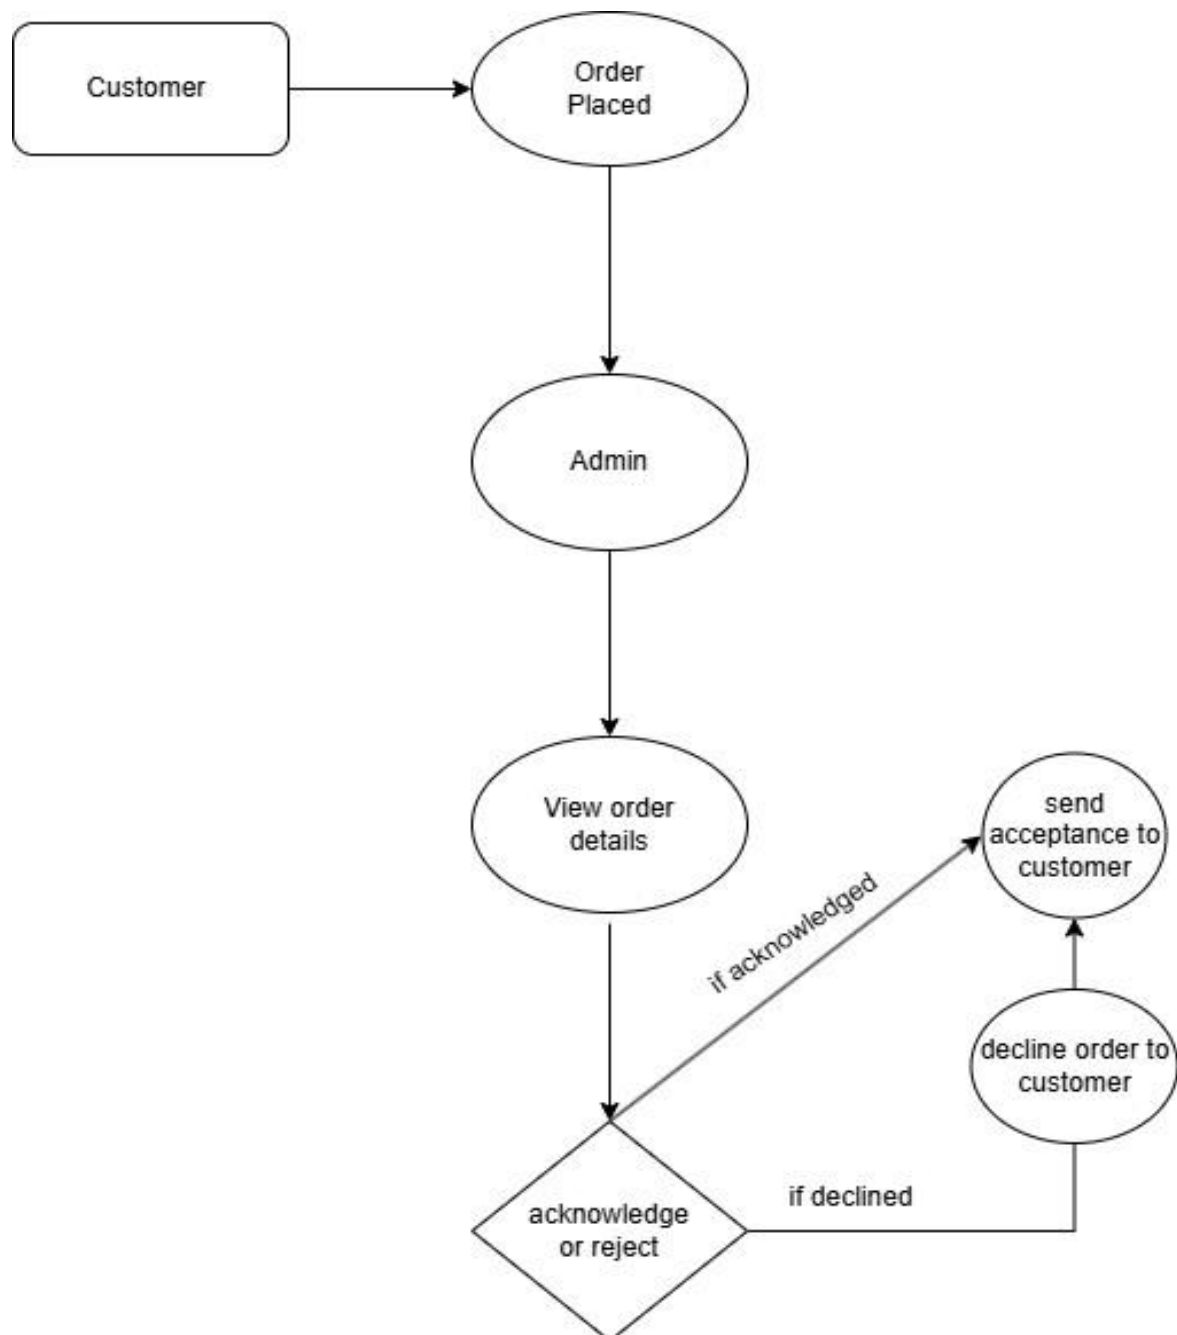 Customer
Order
Placed
Admin
View order
details
send
acceptance to
customer
if acknowledged
decline order to
customer
if declined
acknowledge
or reject